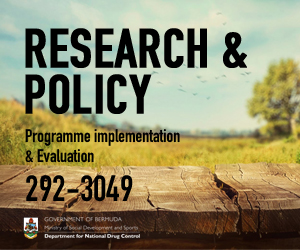 RESEARCH &
POLICY
Programme implementation
& Evaluation
292-3049
GOVERNMENT OF BERMUDA
Ministry of Social Development and Sports
Department for National Drug Control